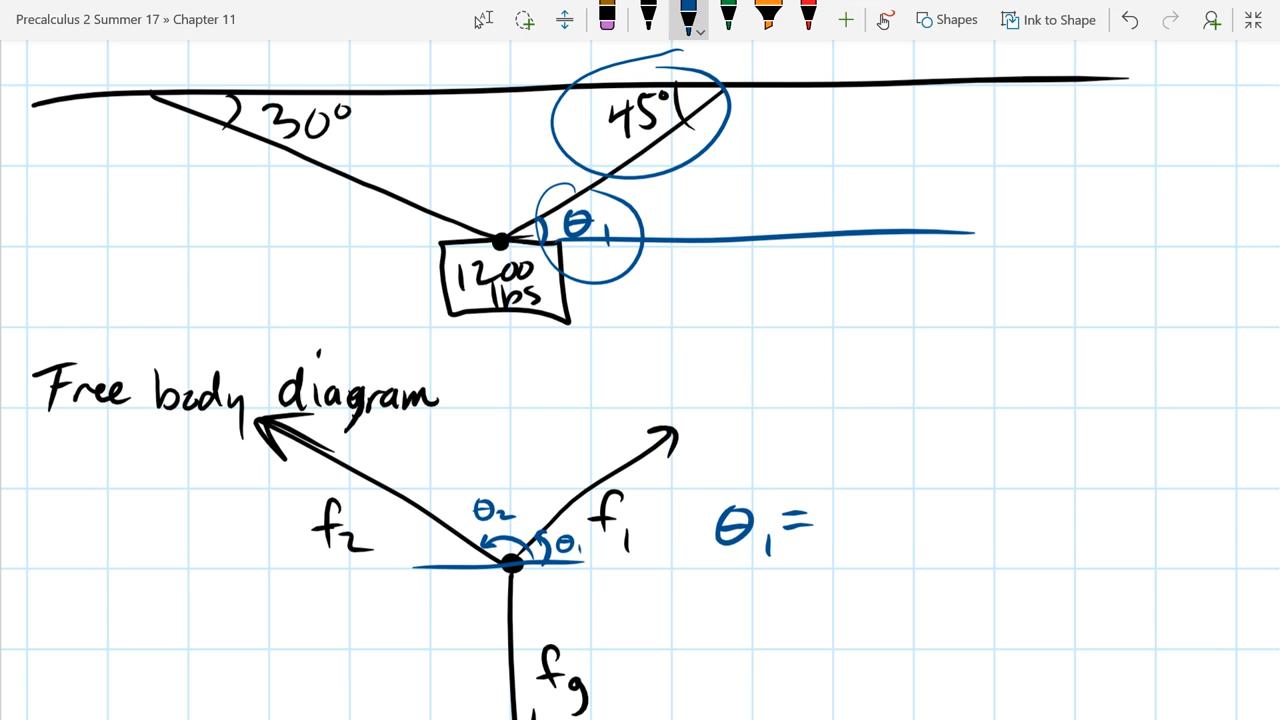 Precalculus 2 Summer 17 » Chapter 11
Shapes
Ink to Shape
30°
45°
θ₁
1200
lbs
Free body diagram
f₂
θ₂
θ₁
f₁
θ₁ =
fg